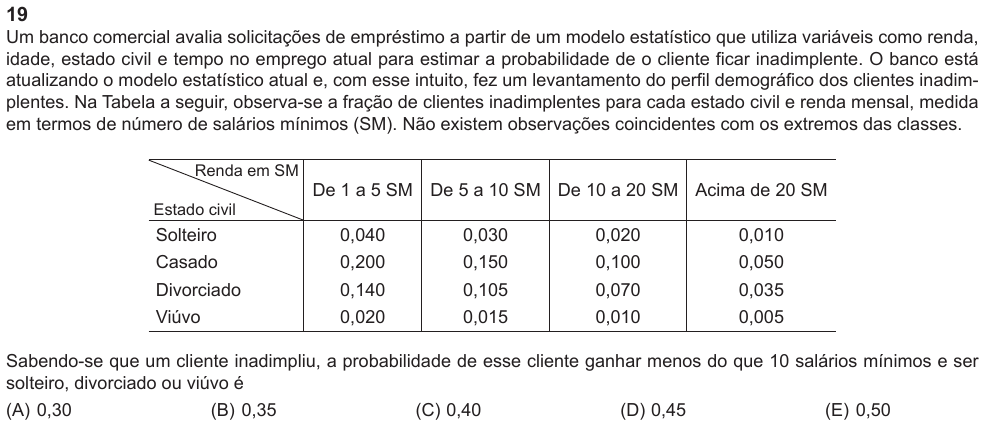 19
Um banco comercial avalia solicitações de empréstimo a partir de um modelo estatístico que utiliza variáveis como renda,
idade, estado civil e tempo no emprego atual para estimar a probabilidade de o cliente ficar inadimplente. O banco está
atualizando o modelo estatístico atual e, com esse intuito, fez um levantamento do perfil demográfico dos clientes inadim-
plentes. Na Tabela a seguir, observa-se a fração de clientes inadimplentes para cada estado civil e renda mensal, medida
em termos de número de salários mínimos (SM). Não existem observações coincidentes com os extremos das classes.
Renda em SM
Estado civil
De 1 a 5 SM De 5 a 10 SM De 10 a 20 SM Acima de 20 SM
Solteiro 0,040 0,030 0,020 0,010
Casado 0,200 0,150 0,100 0,050
Divorciado 0,140 0,105 0,070 0,035
Viúvo 0,020 0,015 0,010 0,005
Sabendo-se que um cliente inadimpliu, a probabilidade de esse cliente ganhar menos do que 10 salários mínimos e ser
solteiro, divorciado ou viúvo é
(A) 0,30 (B) 0,35 (C) 0,40 (D) 0,45 (E) 0,50